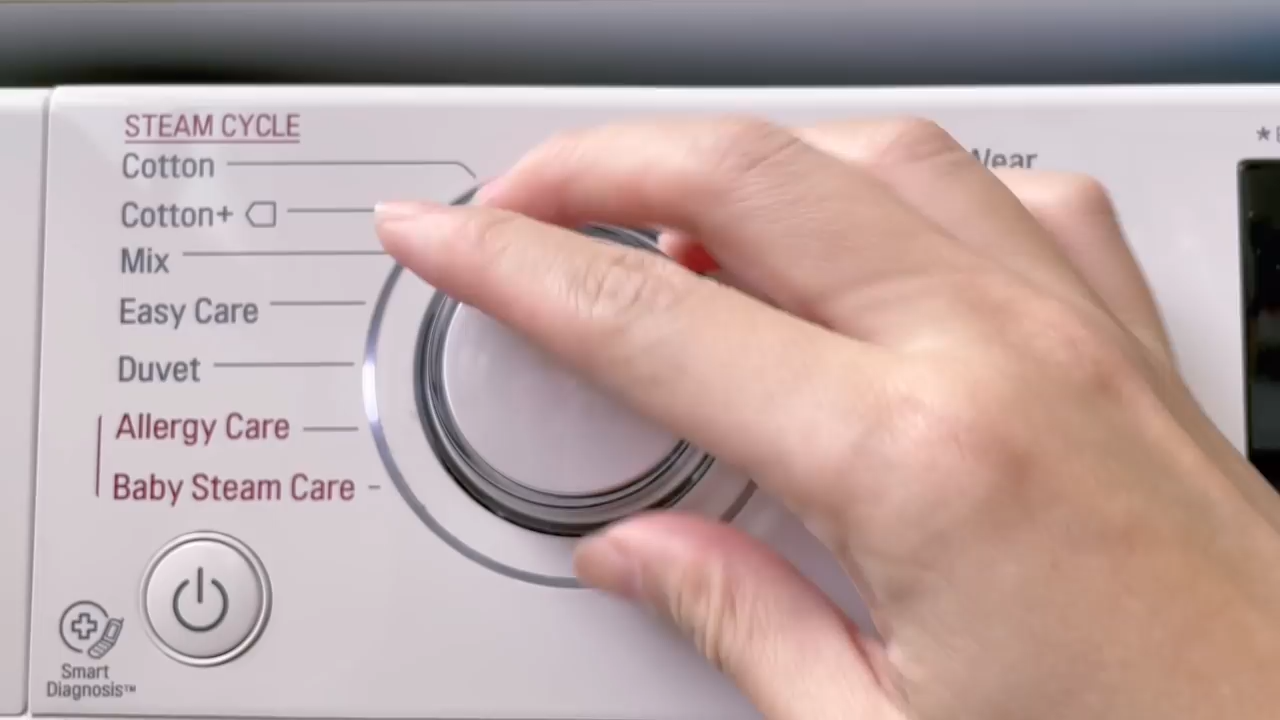 STEAM CYCLE
Cotton
Cotton+
Mix
Easy Care
Duvet
Allergy Care
Baby Steam Care
Smart
Diagnosis™